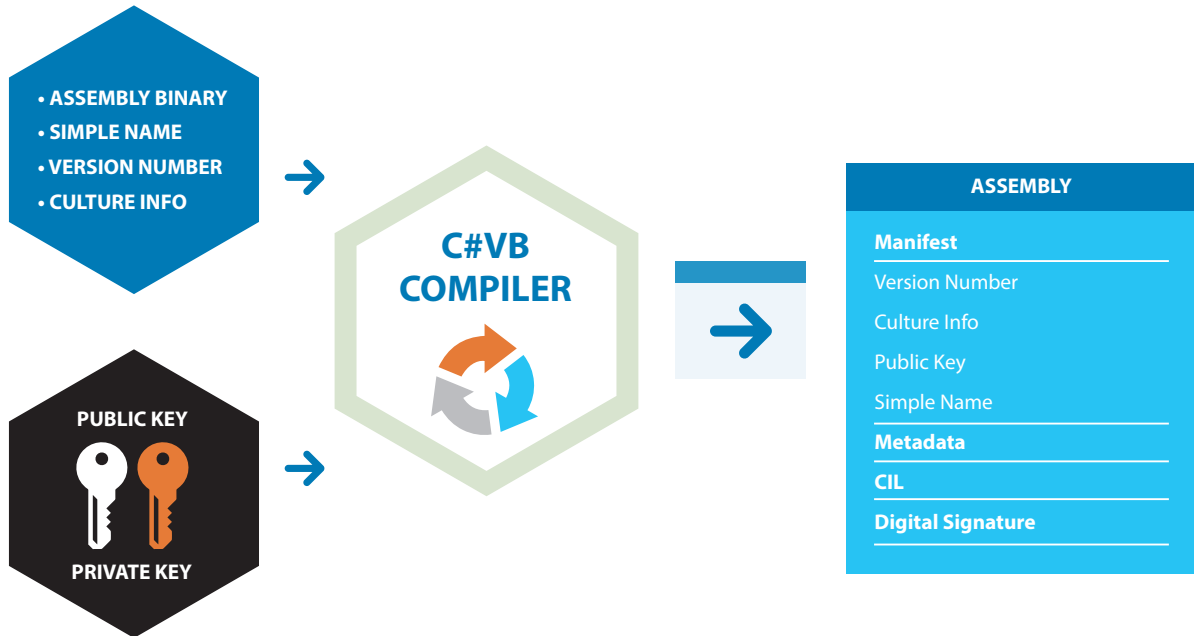 • ASSEMBLY BINARY
• SIMPLE NAME
• VERSION NUMBER
• CULTURE INFO
PUBLIC KEY
PRIVATE KEY
C#VB
COMPILER
ASSEMBLY
Manifest
Version Number
Culture Info
Public Key
Simple Name
Metadata
CIL
Digital Signature